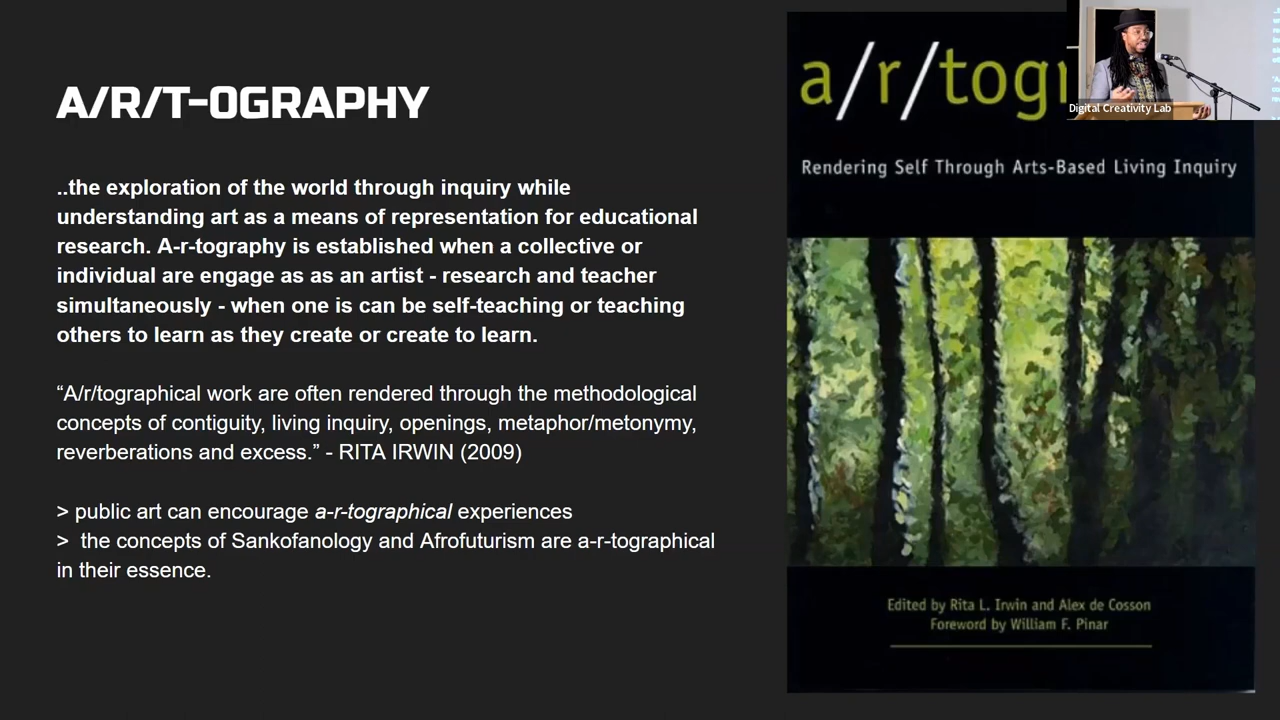 A/R/T-OGRAPHY
..the exploration of the world through inquiry while
understanding art as a means of representation for educational
research. A-r-tography is established when a collective or
individual are engage as as an artist - research and teacher
simultaneously - when one is can be self-teaching or teaching
others to learn as they create or create to learn.
“A/r/tographical work are often rendered through the methodological
concepts of contiguity, living inquiry, openings, metaphor/metonymy,
reverberations and excess.” - RITA IRWIN (2009)
> public art can encourage a-r-tographical experiences
> the concepts of Sankofanology and Afrofuturism are a-r-tographical
in their essence.
a/r/togr
Rendering Self Through Arts-Based Living Inquiry
Edited by Rita L. Irwin and Alex de Cosson
Foreword by William F. Pinar
Digital Creativity Lab